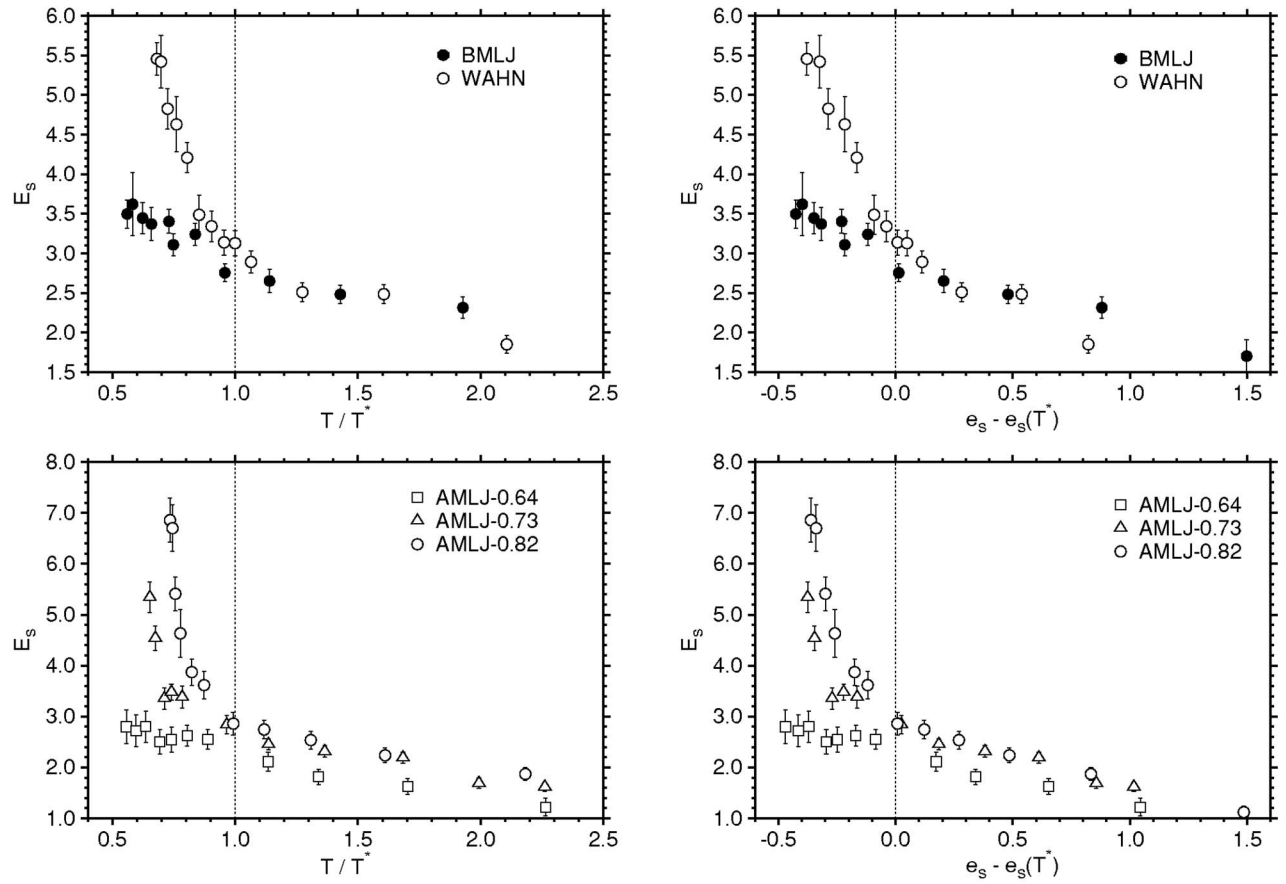 6.0
5.5
5.0
4.5
4.0
3.5
3.0
2.5
2.0
1.5
E_s
BMLJ
WAHN
0.5 1.0 1.5 2.0 2.5
T / T^*
6.0
5.5
5.0
4.5
4.0
3.5
3.0
2.5
2.0
1.5
E_s
BMLJ
WAHN
-0.5 0.0 0.5 1.0 1.5
e_s - e_s(T^*)
8.0
7.0
6.0
5.0
4.0
3.0
2.0
1.0
E_s
AMLJ-0.64
AMLJ-0.73
AMLJ-0.82
0.5 1.0 1.5 2.0 2.5
T / T^*
8.0
7.0
6.0
5.0
4.0
3.0
2.0
1.0
E_s
AMLJ-0.64
AMLJ-0.73
AMLJ-0.82
-0.5 0.0 0.5 1.0 1.5
e_s - e_s(T^*)